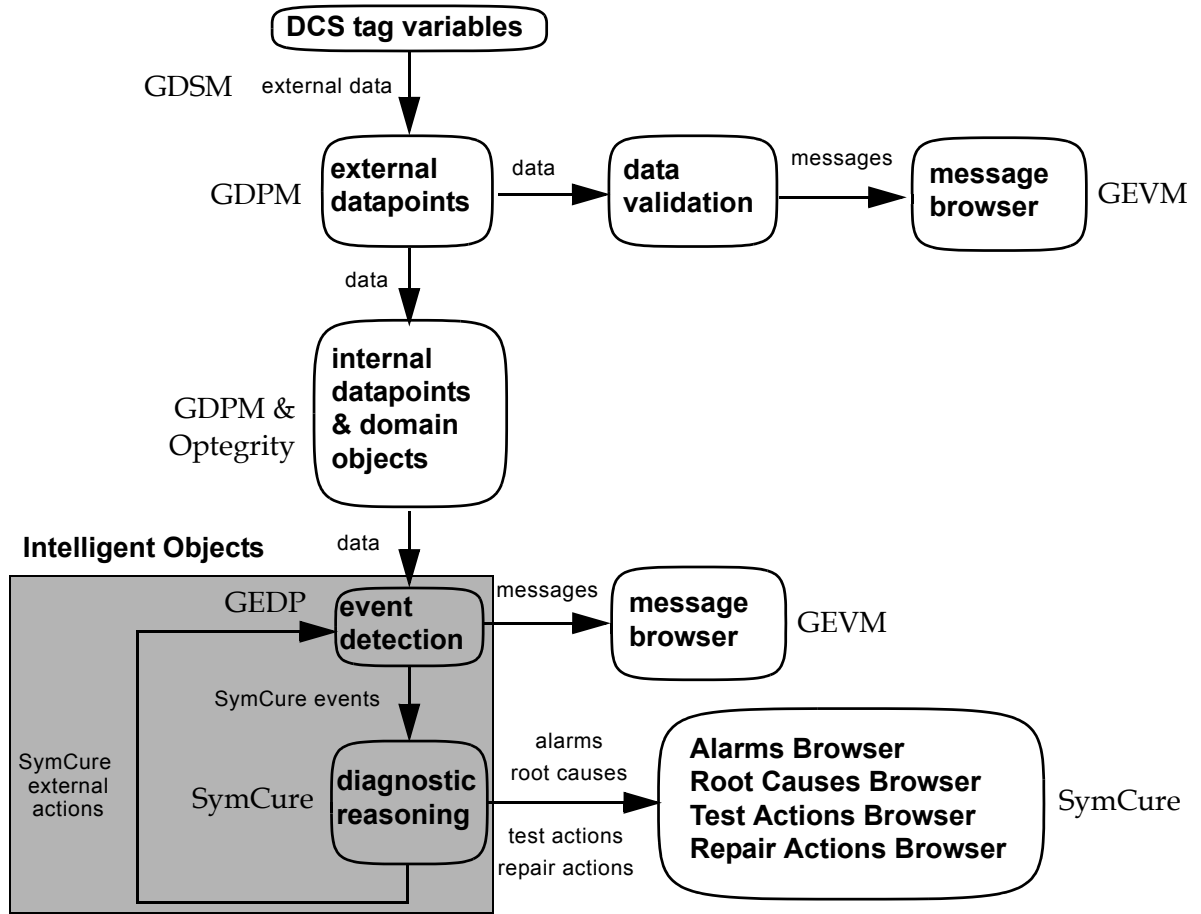 DCS tag variables
GDSM
external data
GDPM
external
datapoints
data
data
validation
messages
message
browser
GEVM
data
GDPM &
Optegrity
internal
datapoints
& domain
objects
data
Intelligent Objects
GEDP
event
detection
messages
message
browser
GEVM
SymCure events
SymCure
external
actions
SymCure
diagnostic
reasoning
alarms
root causes
test actions
repair actions
Alarms Browser
Root Causes Browser
Test Actions Browser
Repair Actions Browser
SymCure